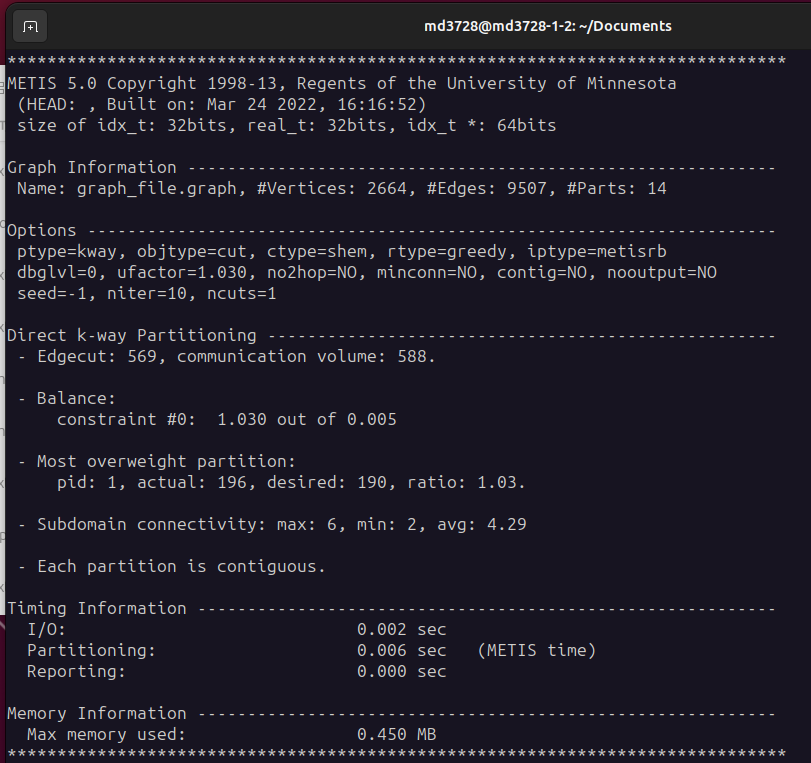 md3728@md3728-1-2: ~/Documents
******************************************************************************
METIS 5.0 Copyright 1998-13, Regents of the University of Minnesota
 (HEAD: , Built on: Mar 24 2022, 16:16:52)
 size of idx_t: 32bits, real_t: 32bits, idx_t *: 64bits

Graph Information -----------------------------------------------------------
 Name: graph_file.graph, #Vertices: 2664, #Edges: 9507, #Parts: 14

Options ---------------------------------------------------------------------
 ptype=kway, objtype=cut, ctype=shem, rtype=greedy, iptype=metisrb
 dbglvl=0, ufactor=1.030, no2hop=NO, minconn=NO, contig=NO, nooutput=NO
 seed=-1, niter=10, ncuts=1

Direct k-way Partitioning ---------------------------------------------------
 - Edgecut: 569, communication volume: 588.

 - Balance:
     constraint #0:  1.030 out of 0.005

 - Most overweight partition:
     pid: 1, actual: 196, desired: 190, ratio: 1.03.

 - Subdomain connectivity: max: 6, min: 2, avg: 4.29

 - Each partition is contiguous.

Timing Information ----------------------------------------------------------
  I/O:                             0.002 sec
  Partitioning:                    0.006 sec   (METIS time)
  Reporting:                       0.000 sec

Memory Information ----------------------------------------------------------
  Max memory used:                 0.450 MB
******************************************************************************